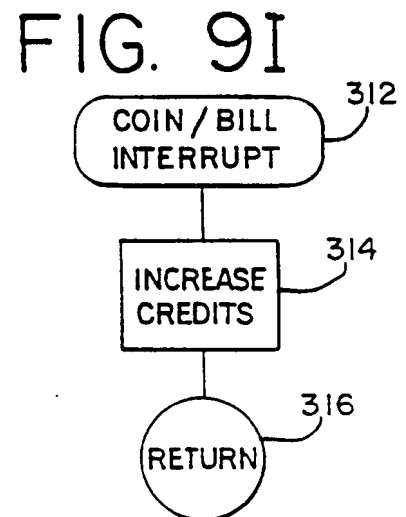 FIG. 9I
312
COIN / BILL
INTERRUPT
314
INCREASE
CREDITS
316
RETURN